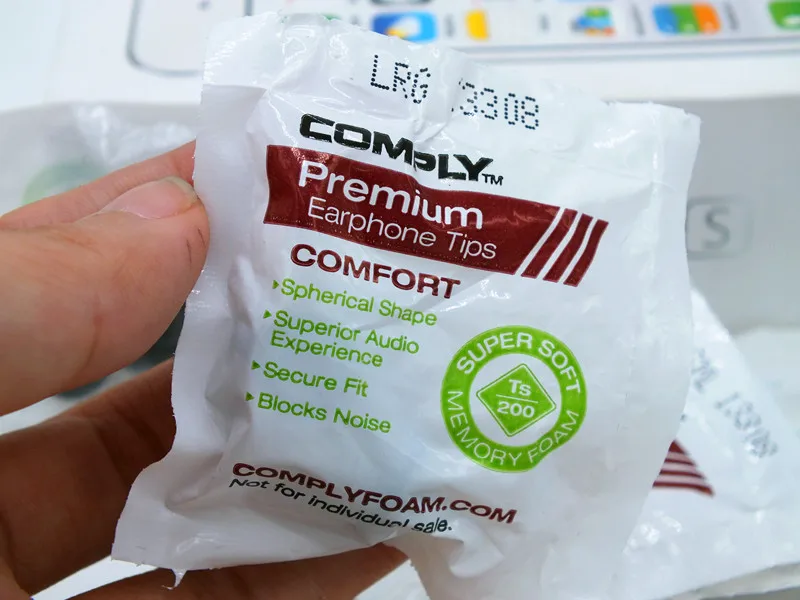 LRG 13308
COMPLY™
Premium
Earphone Tips
COMFORT
Spherical Shape
Superior Audio
Experience
Secure Fit
Blocks Noise
SUPER SOFT
Ts
200
MEMORY FOAM
COMPLYFOAM.COM
Not for individual sale.
S
13308